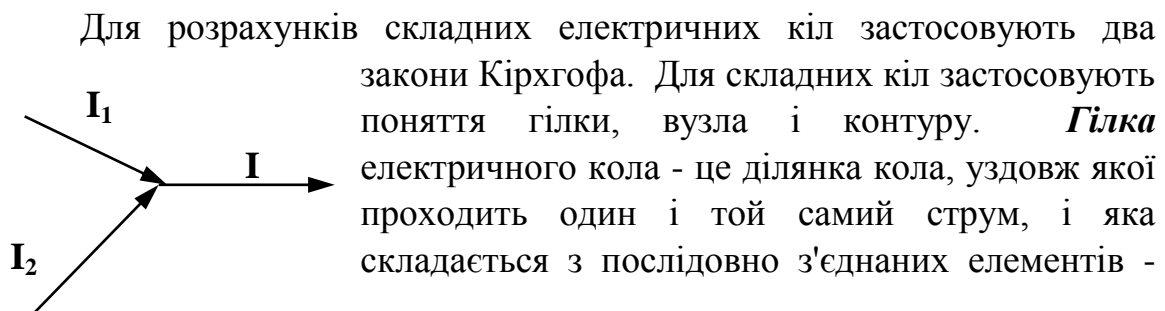 Для розрахунків складних електричних кіл застосовують два
закони Кірхгофа. Для складних кіл застосовують
I₁
поняття гілки, вузла і контуру. Гілка
I
електричного кола - це ділянка кола, уздовж якої
проходить один і той самий струм, і яка
I₂
складається з послідовно з'єднаних елементів -